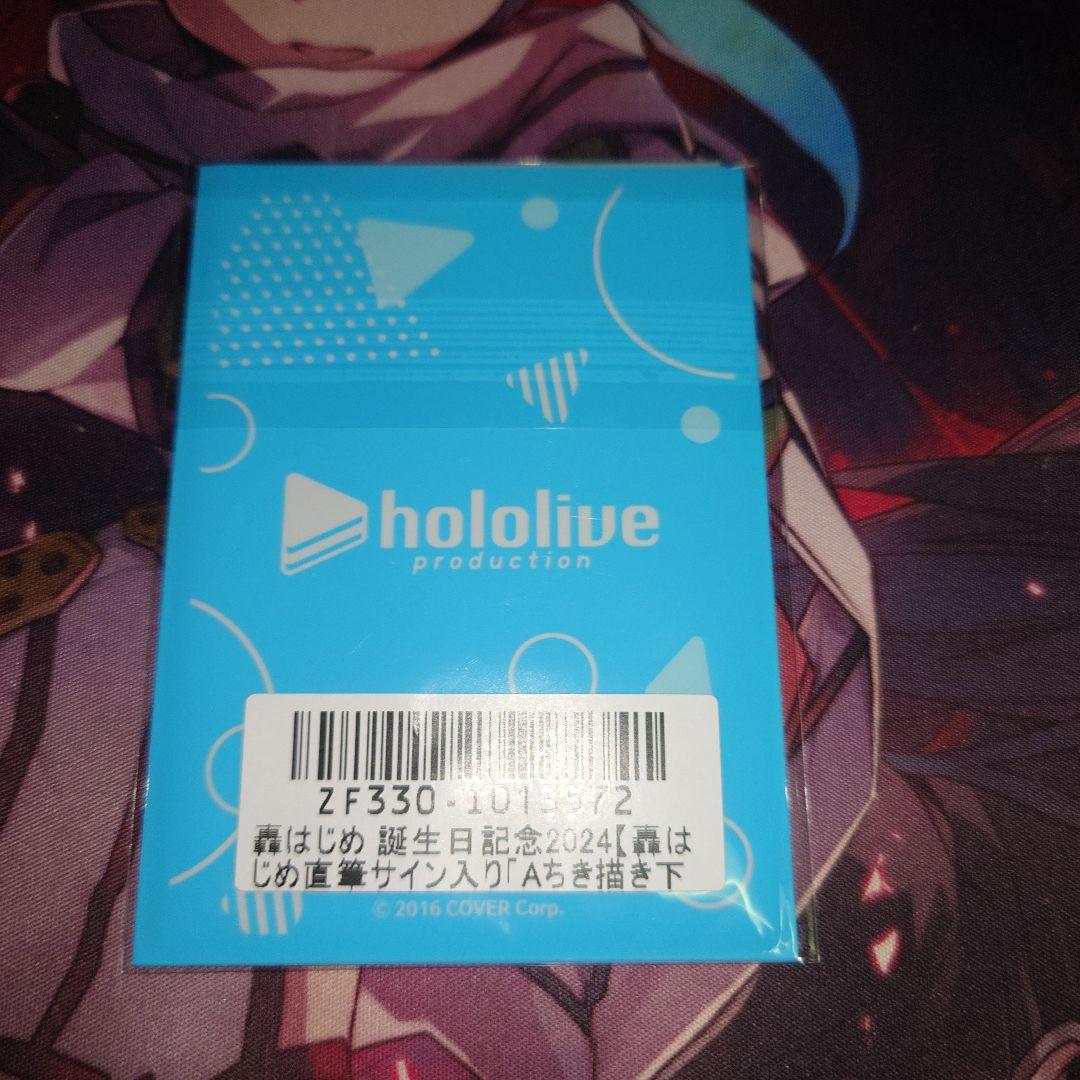 hololive
production
ZF330-1013572
轟はじめ 誕生日記念2024【轟は
じめ直筆サイン入り「Aちき描き下
© 2016 COVER Corp.